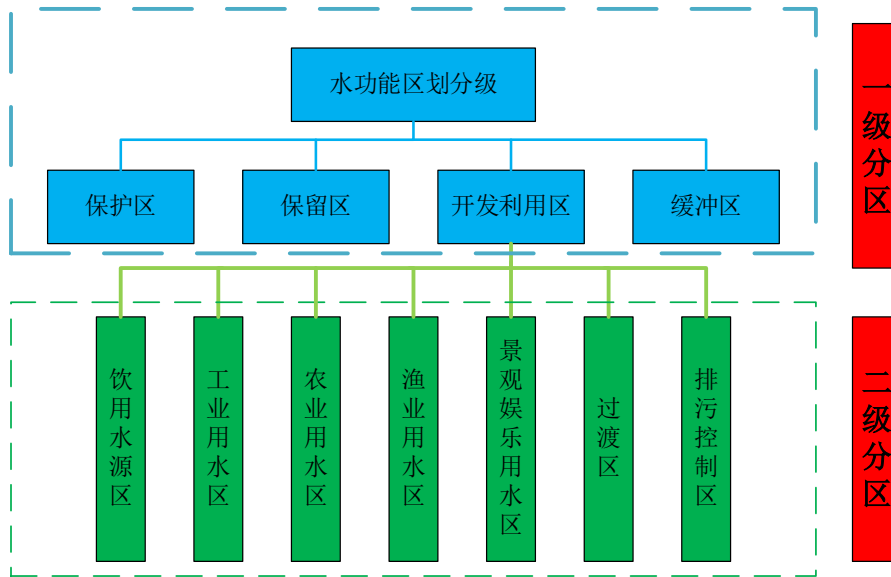 水功能区划分级
一级分区
保护区
保留区
开发利用区
缓冲区
饮用水源区
工业用水区
农业用水区
渔业用水区
景观娱乐用水区
过渡区
排污控制区
二级分区